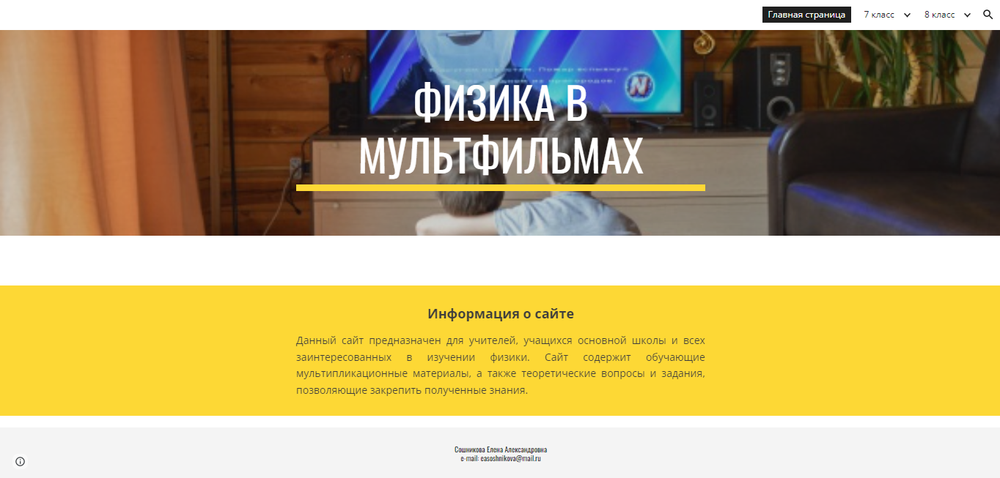 Главная страница
7 класс
8 класс
ФИЗИКА В
МУЛЬТФИЛЬМАХ
Информация о сайте
Данный сайт предназначен для учителей, учащихся основной школы и всех
заинтересованных в изучении физики. Сайт содержит обучающие
мультипликационные материалы, а также теоретические вопросы и задания,
позволяющие закрепить полученные знания.
Сошникова Елена Александровна
e-mail: easoshnikova@mail.ru